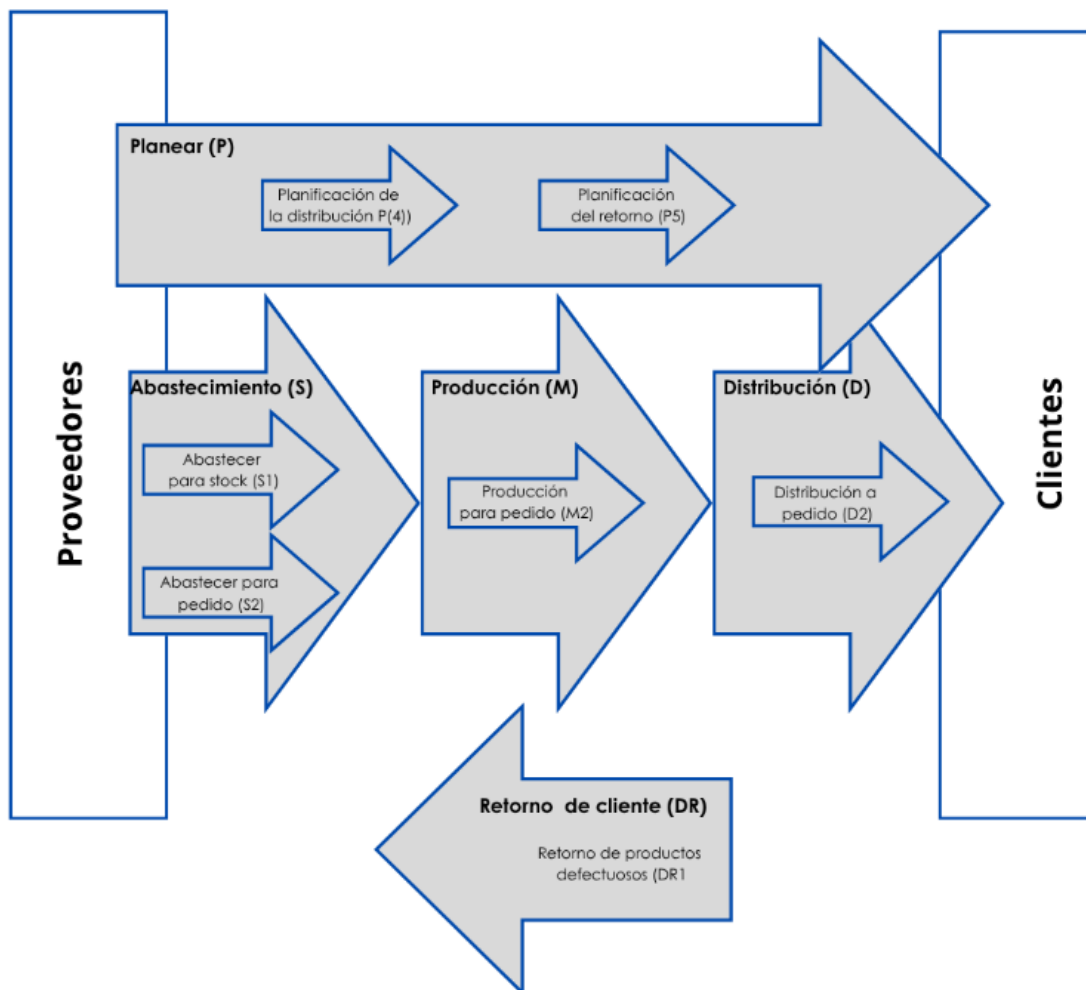 Planear (P)
Planificación de
la distribución P(4))
Planificación
del retorno (P5)
Proveedores
Clientes
Abastecimiento (S)
Abastecer
para stock (S1)
Abastecer para
pedido (S2)
Producción (M)
Producción
para pedido (M2)
Distribución (D)
Distribución a
pedido (D2)
Retorno de cliente (DR)
Retorno de productos
defectuosos (DR1